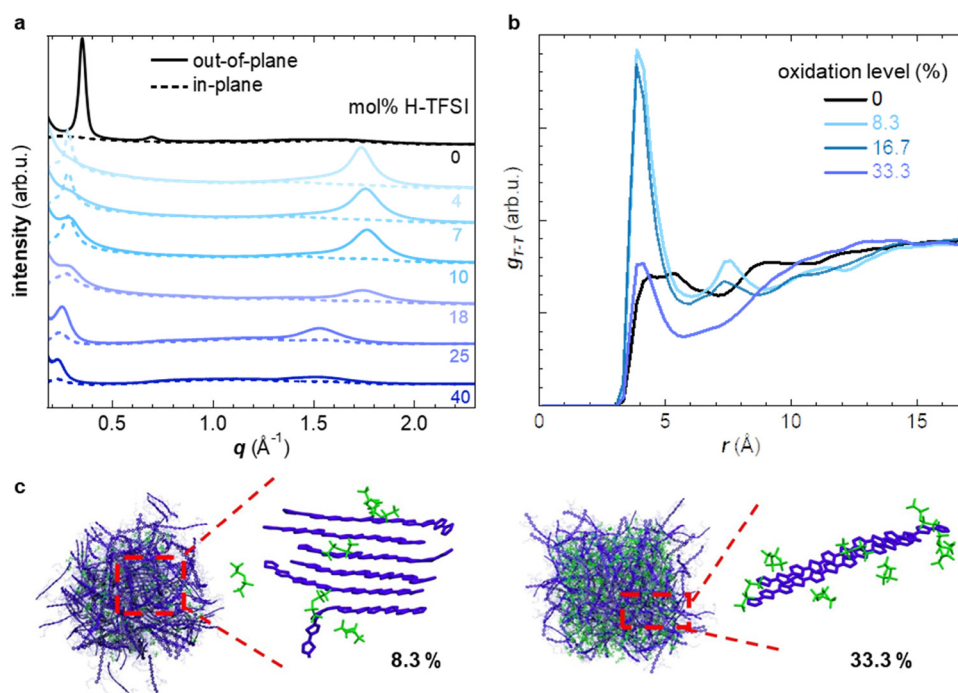 a
out-of-plane
in-plane
mol% H-TFSI
0
4
7
10
18
25
40
intensity (arb.u.)
0.5
1.0
1.5
2.0
q (Å⁻¹)
b
oxidation level (%)
0
8.3
16.7
33.3
g_T-T (arb.u.)
0
5
10
15
r (Å)
c
8.3 %
33.3 %